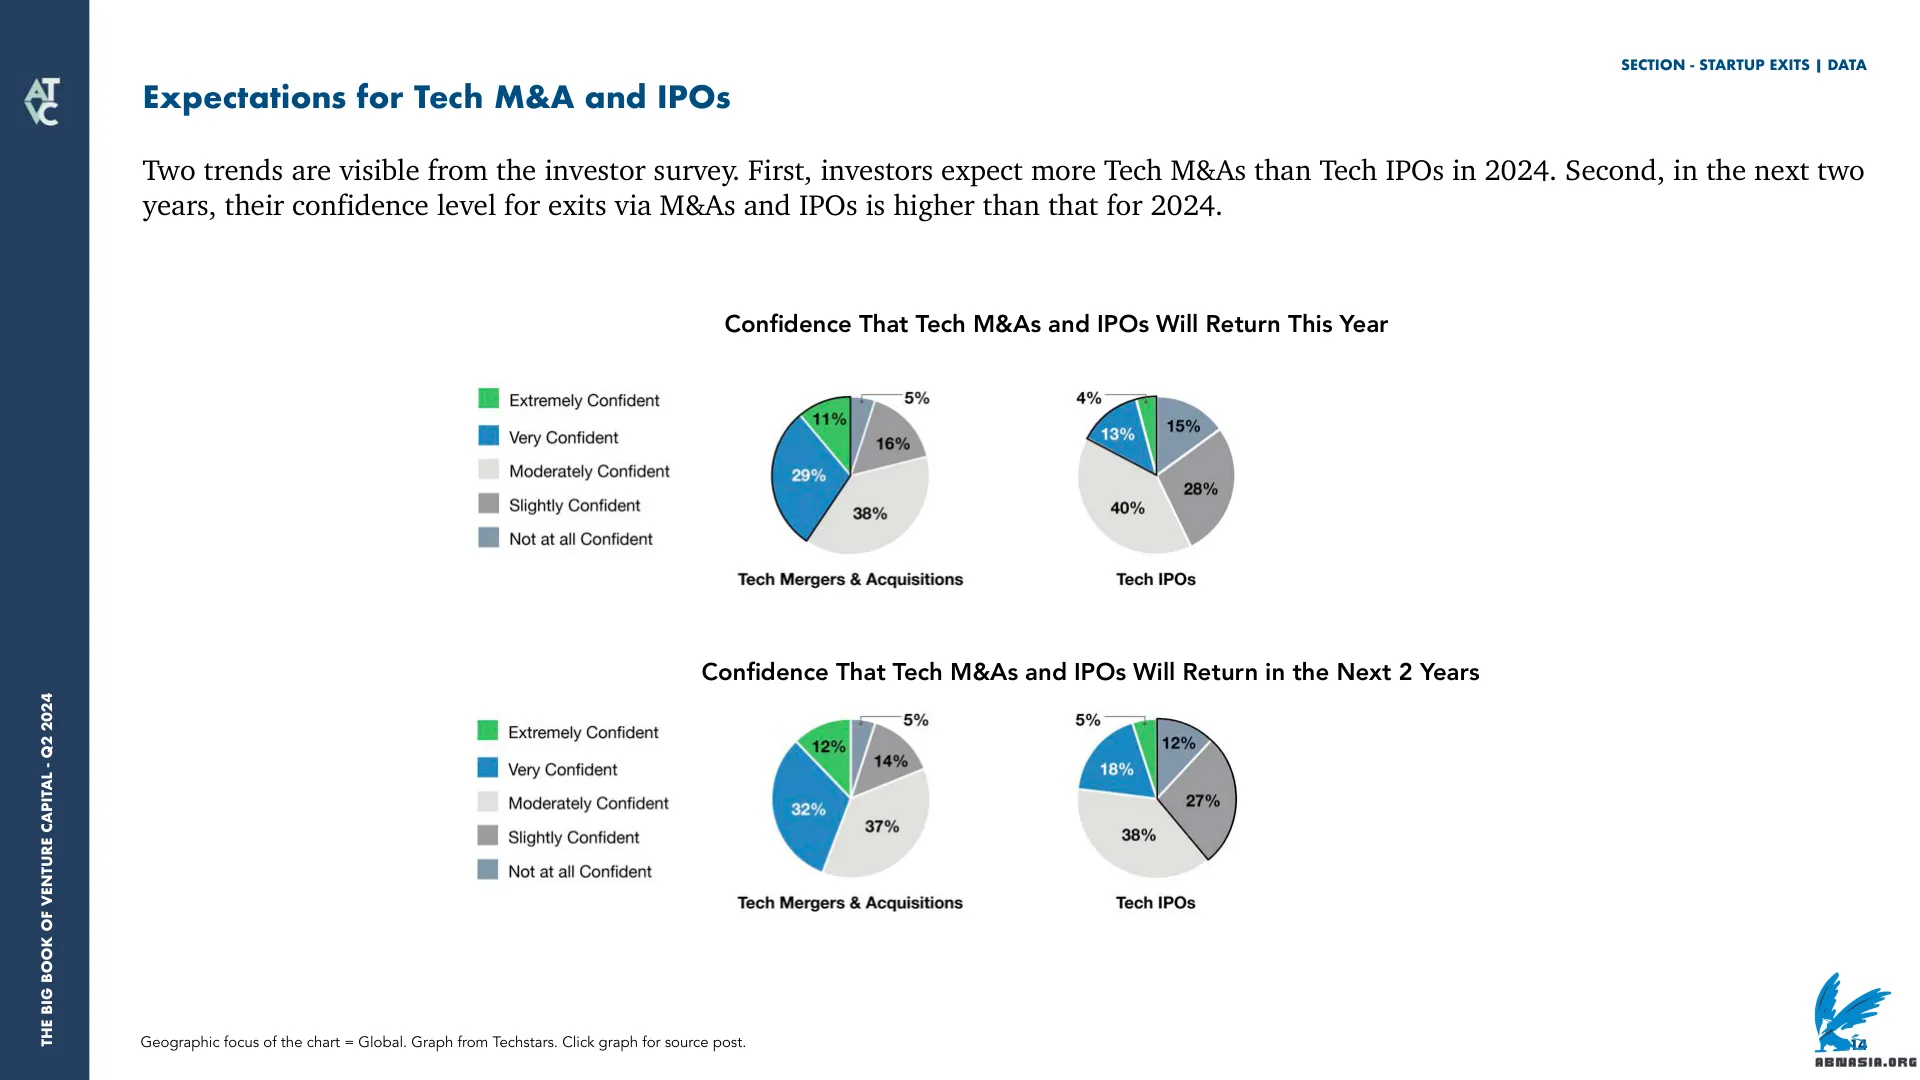 AT
VC
SECTION - STARTUP EXITS | DATA
Expectations for Tech M&A and IPOs
Two trends are visible from the investor survey. First, investors expect more Tech M&As than Tech IPOs in 2024. Second, in the next two
years, their confidence level for exits via M&As and IPOs is higher than that for 2024.
Confidence That Tech M&As and IPOs Will Return This Year
Extremely Confident
Very Confident
Moderately Confident
Slightly Confident
Not at all Confident
5%
11%
16%
29%
38%
Tech Mergers & Acquisitions
4%
15%
13%
28%
40%
Tech IPOs
Confidence That Tech M&As and IPOs Will Return in the Next 2 Years
Extremely Confident
Very Confident
Moderately Confident
Slightly Confident
Not at all Confident
5%
12%
14%
32%
37%
Tech Mergers & Acquisitions
5%
12%
18%
27%
38%
Tech IPOs
THE BIG BOOK OF VENTURE CAPITAL - Q2 2024
Geographic focus of the chart = Global. Graph from Techstars. Click graph for source post.
14
ABNASIA.ORG